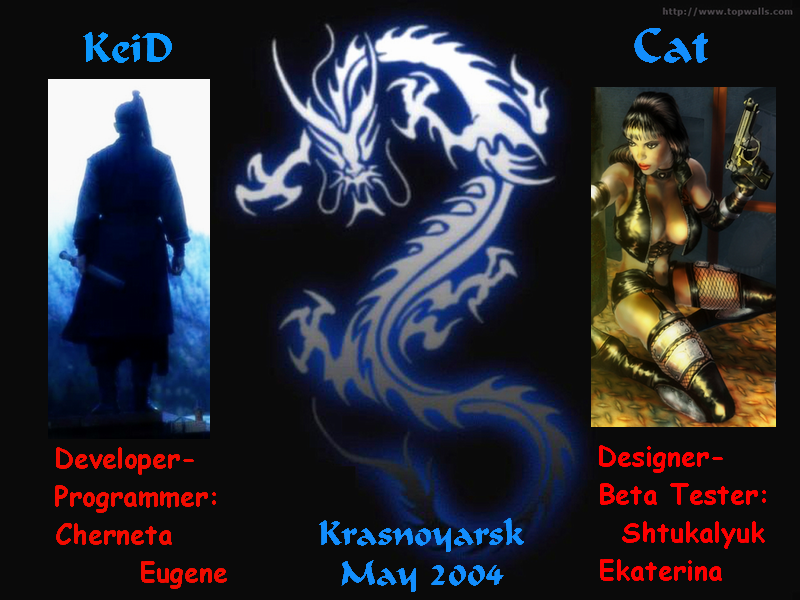 http://www.topwalls.com
KeiD
Cat
Developer-
Programmer:
Cherneta
Eugene
Designer-
Beta Tester:
Shtukalyuk
Ekaterina
Krasnoyarsk
May 2004